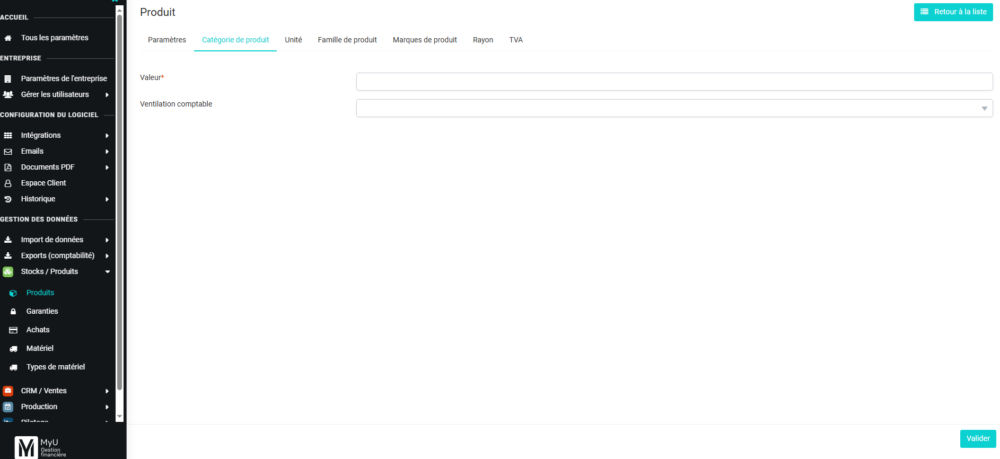 ACCUEIL
Tous les paramètres
ENTREPRISE
Paramètres de l'entreprise
Gérer les utilisateurs
CONFIGURATION DU LOGICIEL
Intégrations
Emails
Documents PDF
Espace Client
Historique
GESTION DES DONNÉES
Import de données
Exports (comptabilité)
Stocks / Produits
Produits
Garanties
Achats
Matériel
Types de matériel
CRM / Ventes
Production
Pilotage
MyU
Gestion
financière
Produit
Retour à la liste
Paramètres Catégorie de produit Unité Famille de produit Marques de produit Rayon TVA
Valeur*
Ventilation comptable
Valider